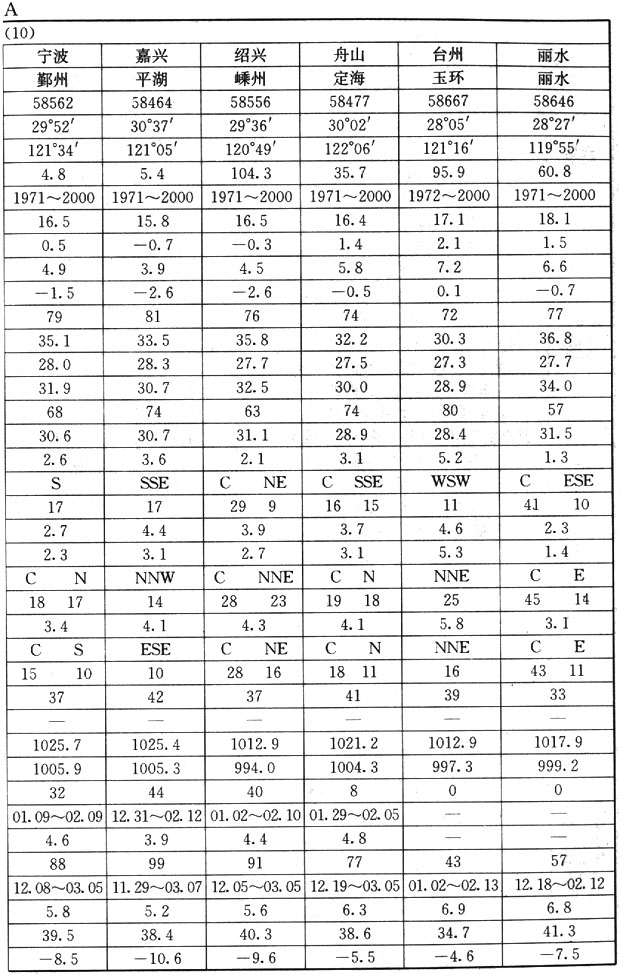 A
(10)
宁波 嘉兴 绍兴 舟山 台州 丽水
鄞州 平湖 嵊州 定海 玉环 丽水
58562 58464 58556 58477 58667 58646
29°52′ 30°37′ 29°36′ 30°02′ 28°05′ 28°27′
121°34′ 121°05′ 120°49′ 122°06′ 121°16′ 119°55′
4.8 5.4 104.3 35.7 95.9 60.8
1971～2000 1971～2000 1971～2000 1971～2000 1972～2000 1971～2000
16.5 15.8 16.5 16.4 17.1 18.1
0.5 －0.7 －0.3 1.4 2.1 1.5
4.9 3.9 4.5 5.8 7.2 6.6
－1.5 －2.6 －2.6 －0.5 0.1 －0.7
79 81 76 74 72 77
35.1 33.5 35.8 32.2 30.3 36.8
28.0 28.3 27.7 27.5 27.3 27.7
31.9 30.7 32.5 30.0 28.9 34.0
68 74 63 74 80 57
30.6 30.7 31.1 28.9 28.4 31.5
2.6 3.6 2.1 3.1 5.2 1.3
S SSE C NE C SSE WSW C ESE
17 17 29 9 16 15 11 41 10
2.7 4.4 3.9 3.7 4.6 2.3
2.3 3.1 2.7 3.1 5.3 1.4
C N NNW C NNE C N NNE C E
18 17 14 28 23 19 18 25 45 14
3.4 4.1 4.3 4.1 5.8 3.1
C S ESE C NE C N NNE C E
15 10 10 28 16 18 11 16 43 11
37 42 37 41 39 33
— — — — — —
1025.7 1025.4 1012.9 1021.2 1012.9 1017.9
1005.9 1005.3 994.0 1004.3 997.3 999.2
32 44 40 8 0 0
01.09～02.09 12.31～02.12 01.02～02.10 01.29～02.05 — —
4.6 3.9 4.4 4.8 — —
88 99 91 77 43 57
12.08～03.05 11.29～03.07 12.05～03.05 12.19～03.05 01.02～02.13 12.18～02.12
5.8 5.2 5.6 6.3 6.9 6.8
39.5 38.4 40.3 38.6 34.7 41.3
－8.5 －10.6 －9.6 －5.5 －4.6 －7.5